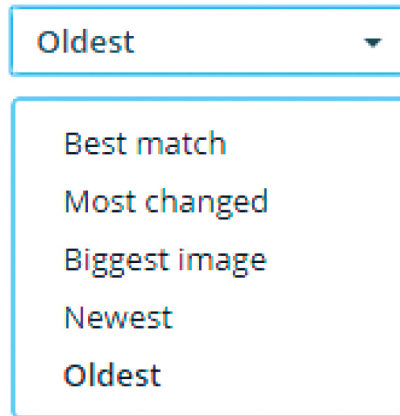 Oldest
Best match
Most changed
Biggest image
Newest
Oldest